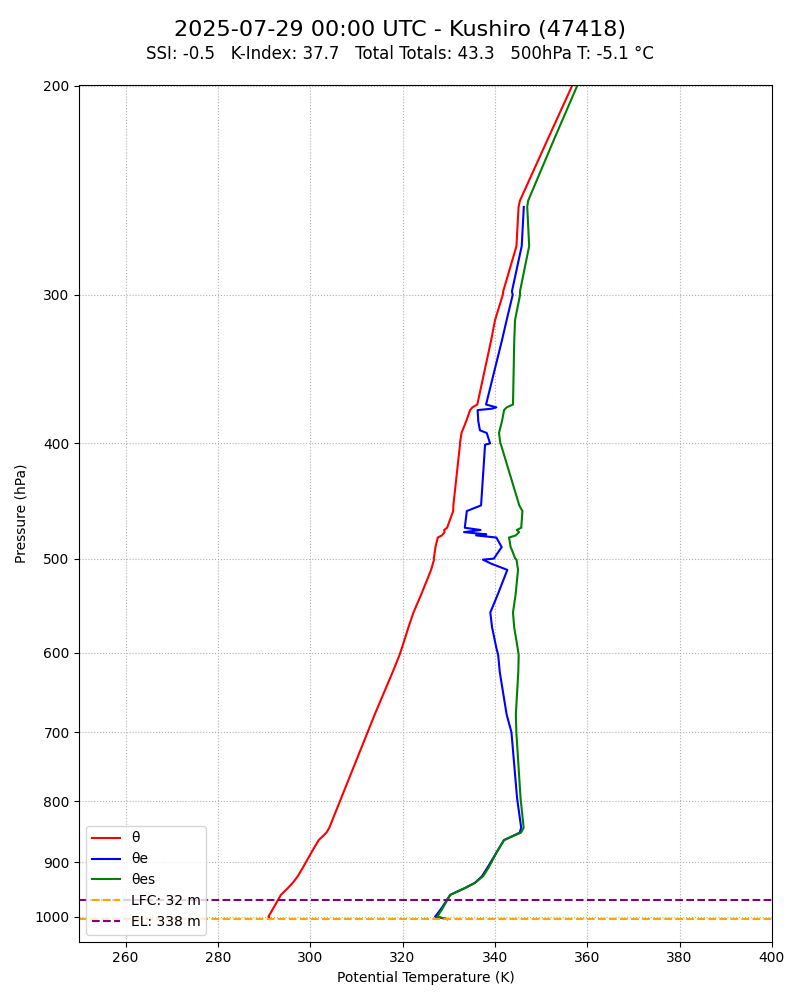 2025-07-29 00:00 UTC - Kushiro (47418)
SSI: -0.5 K-Index: 37.7 Total Totals: 43.3 500hPa T: -5.1 °C
Pressure (hPa)
200
300
400
500
600
700
800
900
1000
θ
θe
θes
LFC: 32 m
EL: 338 m
260 280 300 320 340 360 380 400
Potential Temperature (K)